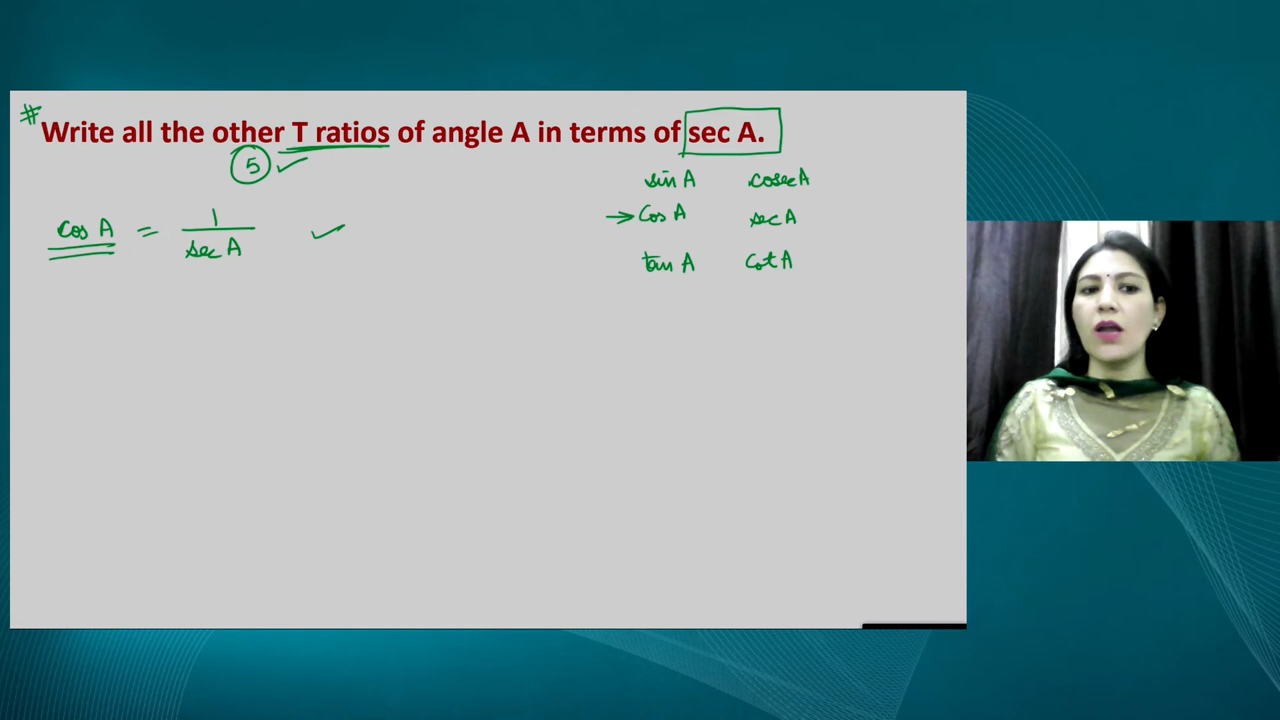 # Write all the other T ratios of angle A in terms of sec A.
5
sin A cosec A
cos A = 1/sec A
→ cos A sec A
tan A cot A